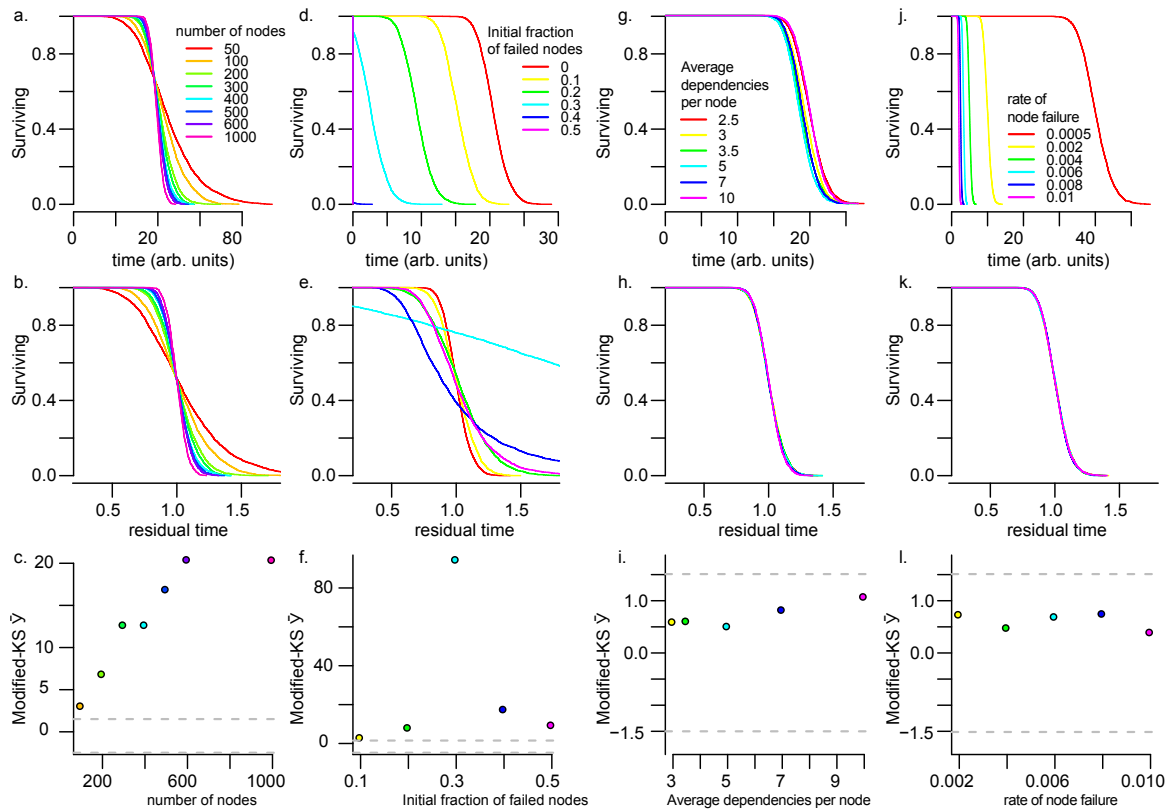 a.
0.8
0.4
0.0
Surviving
number of nodes
50
100
200
300
400
500
600
1000
0 20 80
time (arb. units)
d.
0.8
0.4
0.0
Surviving
Initial fraction
of failed nodes
0
0.1
0.2
0.3
0.4
0.5
0 10 20 30
time (arb. units)
g.
0.8
0.4
0.0
Surviving
Average
dependencies
per node
2.5
3
3.5
5
7
10
0 10 20
time (arb. units)
j.
0.8
0.4
0.0
Surviving
rate of
node failure
0.0005
0.002
0.004
0.006
0.008
0.01
0 20 40
time (arb. units)
b.
0.8
0.4
0.0
Surviving
0.5 1.0 1.5
residual time
e.
0.8
0.4
0.0
Surviving
0.5 1.0 1.5
residual time
h.
0.8
0.4
0.0
Surviving
0.5 1.0 1.5
residual time
k.
0.8
0.4
0.0
Surviving
0.5 1.0 1.5
residual time
c.
20
15
10
5
0
Modified-KS ȳ
200 600 1000
number of nodes
f.
80
40
0
Modified-KS ȳ
0.1 0.3 0.5
Initial fraction of failed nodes
i.
1.0
0.0
−1.5
Modified-KS ȳ
3 5 7 9
Average dependencies per node
l.
1.0
0.0
−1.5
Modified-KS ȳ
0.002 0.006 0.010
rate of node failure